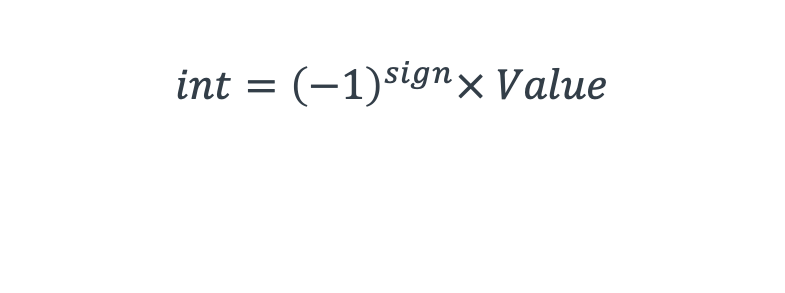 int = (−1)^sign × Value